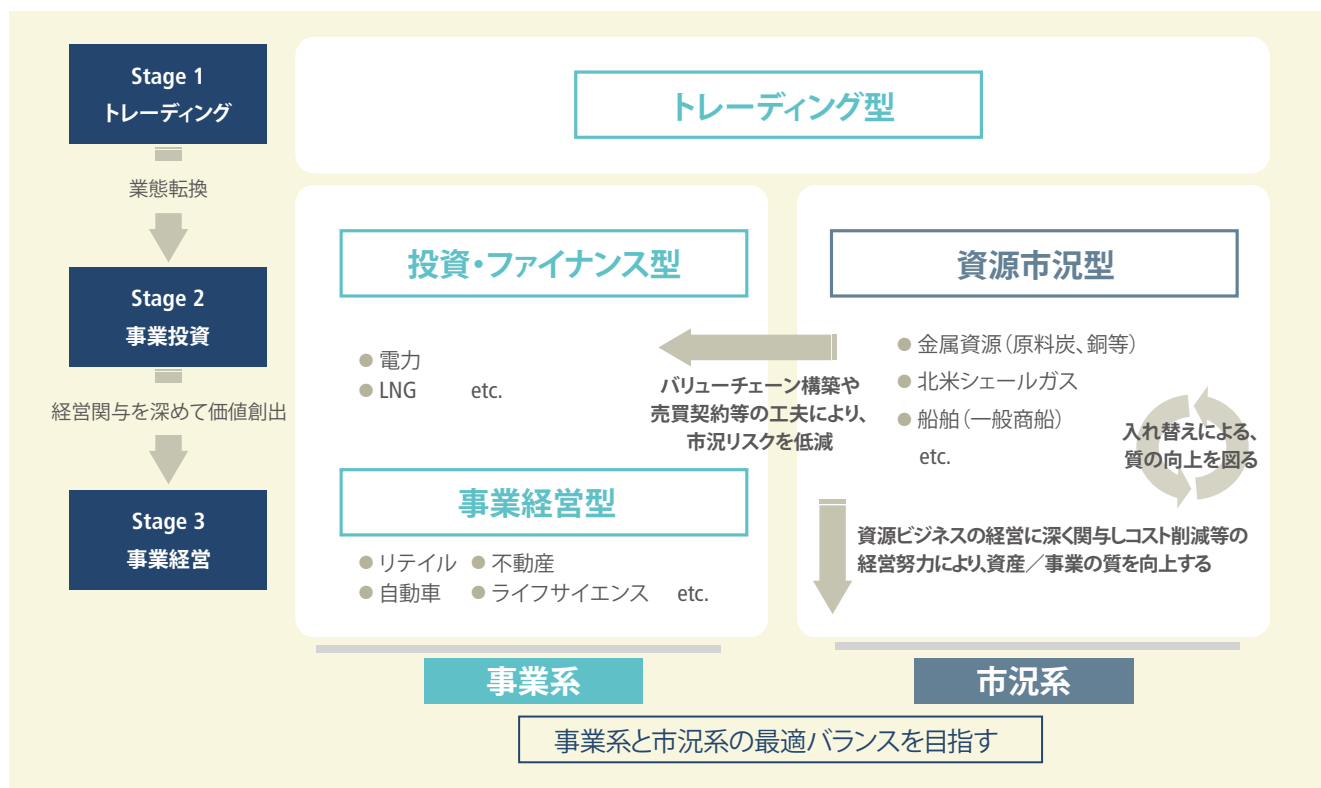 Stage 1
トレーディング
業態転換
Stage 2
事業投資
経営関与を深めて価値創出
Stage 3
事業経営
トレーディング型
投資・ファイナンス型
● 電力
● LNG etc.
事業経営型
● リテイル ● 不動産
● 自動車 ● ライフサイエンス etc.
バリューチェーン構築や
売買契約等の工夫により、
市況リスクを低減
資源市況型
● 金属資源（原料炭、銅等）
● 北米シェールガス
● 船舶（一般商船）
etc.
入れ替えによる、
質の向上を図る
資源ビジネスの経営に深く関与しコスト削減等の
経営努力により、資産／事業の質を向上する
事業系
市況系
事業系と市況系の最適バランスを目指す